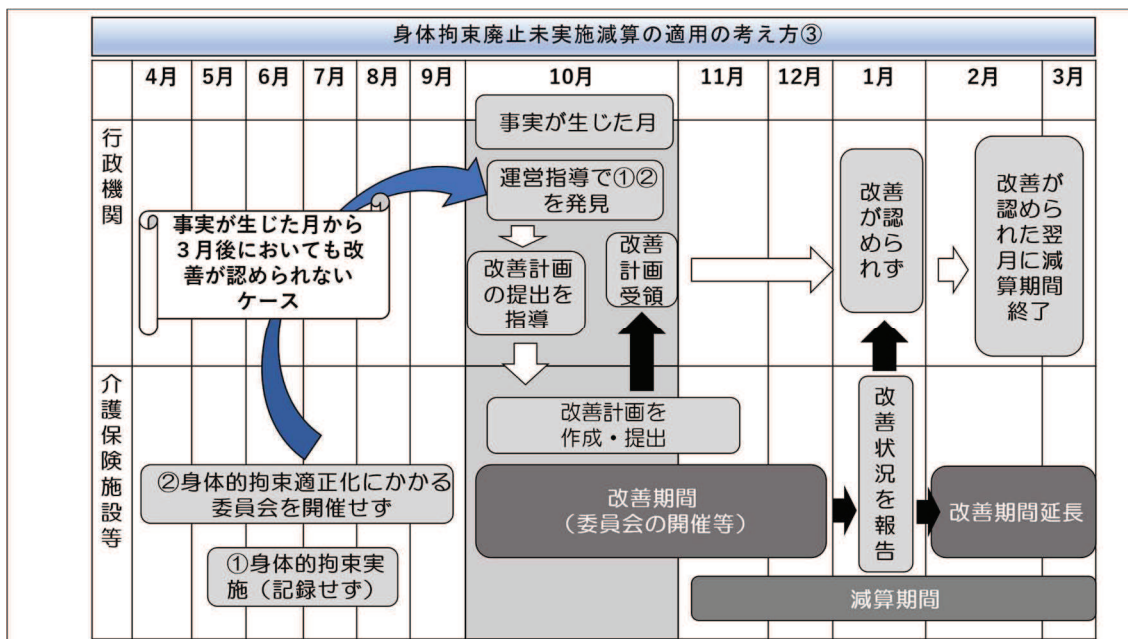 身体拘束廃止未実施減算の適用の考え方③
4月 5月 6月 7月 8月 9月 10月 11月 12月 1月 2月 3月
行政機関
事実が生じた月
運営指導で①②
を発見
事実が生じた月から
３月後においても改
善が認められない
ケース
改善計画
の提出を
指導
改善
計画
受領
改善
が認
めら
れず
改善が
認めら
れた翌
月に減
算期間
終了
介護保険施設等
改善計画を
作成・提出
②身体的拘束適正化にかかる
委員会を開催せず
改善期間
（委員会の開催等）
改善状況を報告
改善期間延長
①身体的拘束実
施（記録せず）
減算期間